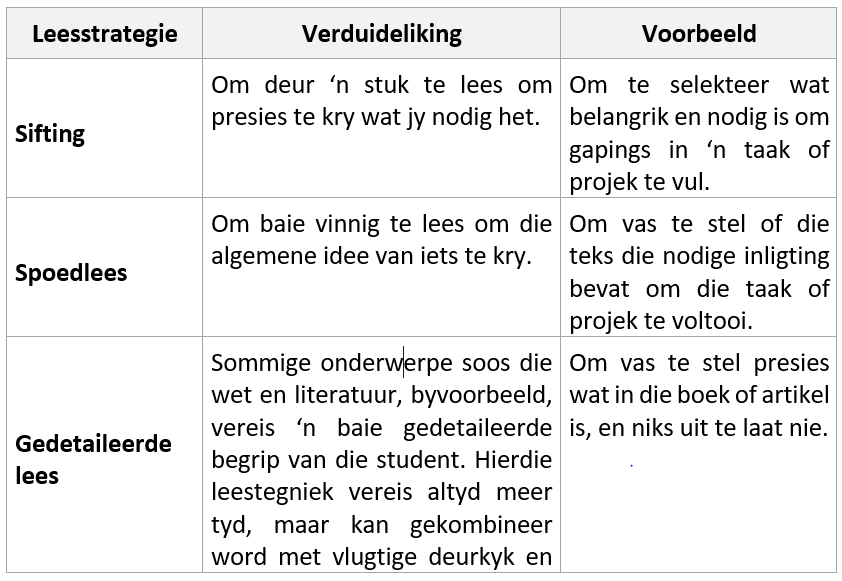 Leesstrategie Verduideliking Voorbeeld
Sifting
Om deur ‘n stuk te lees om
presies te kry wat jy nodig het.
Om te selekteer wat
belangrik en nodig is om
gapings in ‘n taak of
projek te vul.
Spoedlees
Om baie vinnig te lees om die
algemene idee van iets te kry.
Om vas te stel of die
teks die nodige inligting
bevat om die taak of
projek te voltooi.
Gedetaileerde
lees
Sommige onderwerpe soos die
wet en literatuur, byvoorbeeld,
vereis ‘n baie gedetaileerde
begrip van die student. Hierdie
leestegniek vereis altyd meer
tyd, maar kan gekombineer
word met vlugtige deurkyk en
Om vas te stel presies
wat in die boek of artikel
is, en niks uit te laat nie.
.